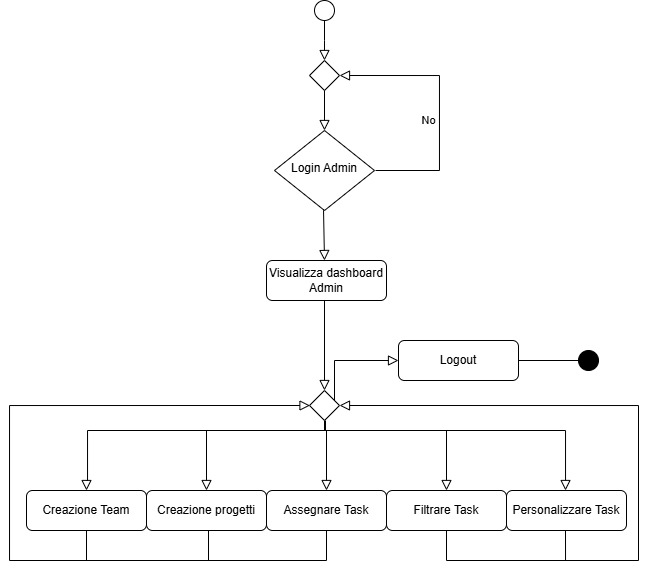 No
Login Admin
Visualizza dashboard
Admin
Logout
Creazione Team
Creazione progetti
Assegnare Task
Filtrare Task
Personalizzare Task